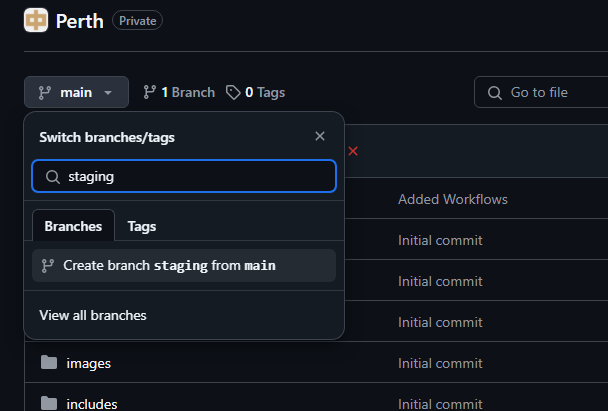 Perth Private
main 1 Branch 0 Tags Go to file
Switch branches/tags
staging
Branches Tags
Added Workflows
Initial commit
Create branch staging from main
Initial commit
View all branches
Initial commit
images Initial commit
includes Initial commit